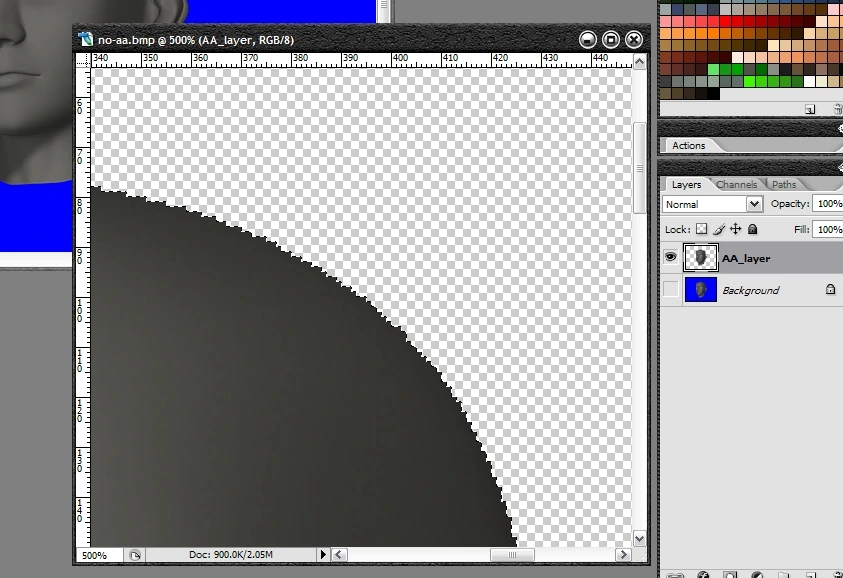 no-aa.bmp @ 500% (AA_layer, RGB/8)
340 350 360 370 380 390 400 410 420 430 440
60
70
80
90
100
110
120
130
140
500%
Doc: 900.0K/2.05M
Actions
Layers Channels Paths
Normal Opacity: 100%
Lock: Fill: 100%
AA_layer
Background